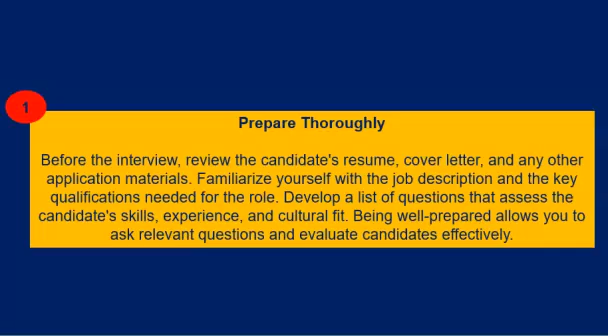 1
Prepare Thoroughly
Before the interview, review the candidate's resume, cover letter, and any other
application materials. Familiarize yourself with the job description and the key
qualifications needed for the role. Develop a list of questions that assess the
candidate's skills, experience, and cultural fit. Being well-prepared allows you to
ask relevant questions and evaluate candidates effectively.